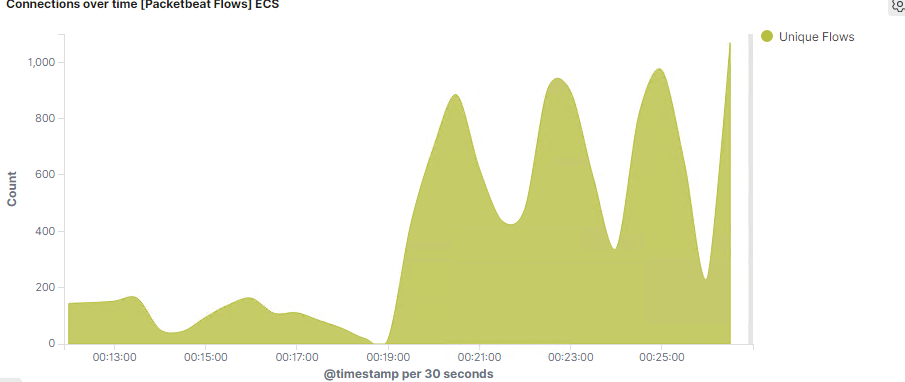 Connections over time [Packetbeat Flows] ECS
Unique Flows
1,000
800
600
400
200
0
Count
00:13:00 00:15:00 00:17:00 00:19:00 00:21:00 00:23:00 00:25:00
@timestamp per 30 seconds